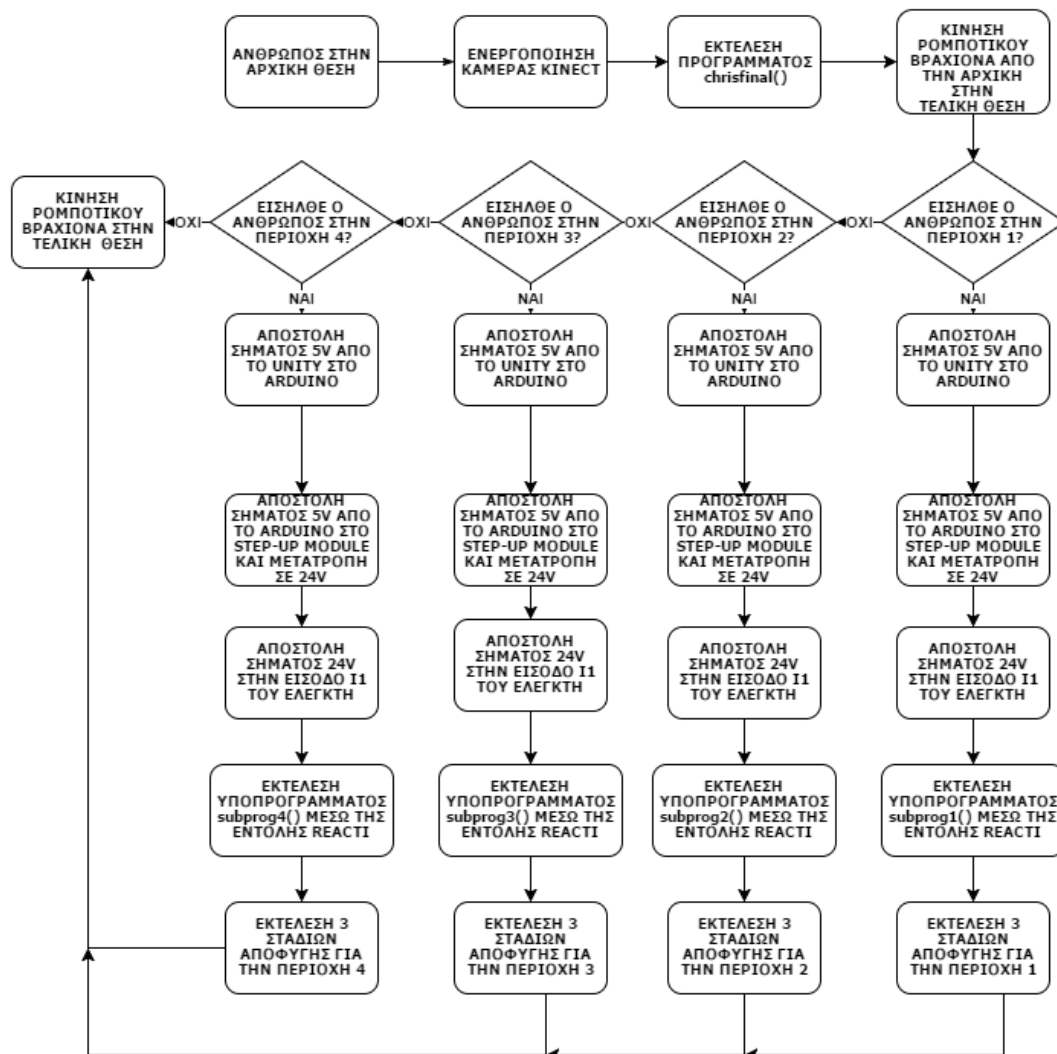 ΑΝΘΡΩΠΟΣ ΣΤΗΝ
ΑΡΧΙΚΗ ΘΕΣΗ
ΕΝΕΡΓΟΠΟΙΗΣΗ
ΚΑΜΕΡΑΣ KINECT
ΕΚΤΕΛΕΣΗ
ΠΡΟΓΡΑΜΜΑΤΟΣ
chrisfinal()
ΚΙΝΗΣΗ
ΡΟΜΠΟΤΙΚΟΥ
ΒΡΑΧΙΟΝΑ ΑΠΟ
ΤΗΝ ΑΡΧΙΚΗ
ΣΤΗΝ
ΤΕΛΙΚΗ ΘΕΣΗ
ΕΙΣΗΛΘΕ Ο
ΑΝΘΡΩΠΟΣ ΣΤΗΝ
ΠΕΡΙΟΧΗ 1?
ΟΧΙ
ΕΙΣΗΛΘΕ Ο
ΑΝΘΡΩΠΟΣ ΣΤΗΝ
ΠΕΡΙΟΧΗ 2?
ΟΧΙ
ΕΙΣΗΛΘΕ Ο
ΑΝΘΡΩΠΟΣ ΣΤΗΝ
ΠΕΡΙΟΧΗ 3?
ΟΧΙ
ΕΙΣΗΛΘΕ Ο
ΑΝΘΡΩΠΟΣ ΣΤΗΝ
ΠΕΡΙΟΧΗ 4?
ΟΧΙ
ΚΙΝΗΣΗ
ΡΟΜΠΟΤΙΚΟΥ
ΒΡΑΧΙΟΝΑ ΣΤΗΝ
ΤΕΛΙΚΗ ΘΕΣΗ
ΝΑΙ
ΑΠΟΣΤΟΛΗ
ΣΗΜΑΤΟΣ 5V ΑΠΟ
ΤΟ UNITY ΣΤΟ
ARDUINO
ΑΠΟΣΤΟΛΗ
ΣΗΜΑΤΟΣ 5V ΑΠΟ
ΤΟ ARDUINO ΣΤΟ
STEP-UP MODULE
ΚΑΙ ΜΕΤΑΤΡΟΠΗ
ΣΕ 24V
ΑΠΟΣΤΟΛΗ
ΣΗΜΑΤΟΣ 24V
ΣΤΗΝ ΕΙΣΟΔΟ I1
ΤΟΥ ΕΛΕΓΚΤΗ
ΕΚΤΕΛΕΣΗ
ΥΠΟΠΡΟΓΡΑΜΜΑΤΟΣ
subprog4() ΜΕΣΩ ΤΗΣ
ΕΝΤΟΛΗΣ REACTI
ΕΚΤΕΛΕΣΗ 3
ΣΤΑΔΙΩΝ
ΑΠΟΦΥΓΗΣ ΓΙΑ
ΤΗΝ ΠΕΡΙΟΧΗ 4
ΝΑΙ
ΑΠΟΣΤΟΛΗ
ΣΗΜΑΤΟΣ 5V ΑΠΟ
ΤΟ UNITY ΣΤΟ
ARDUINO
ΑΠΟΣΤΟΛΗ
ΣΗΜΑΤΟΣ 5V ΑΠΟ
ΤΟ ARDUINO ΣΤΟ
STEP-UP MODULE
ΚΑΙ ΜΕΤΑΤΡΟΠΗ
ΣΕ 24V
ΑΠΟΣΤΟΛΗ
ΣΗΜΑΤΟΣ 24V
ΣΤΗΝ ΕΙΣΟΔΟ I1
ΤΟΥ ΕΛΕΓΚΤΗ
ΕΚΤΕΛΕΣΗ
ΥΠΟΠΡΟΓΡΑΜΜΑΤΟΣ
subprog3() ΜΕΣΩ ΤΗΣ
ΕΝΤΟΛΗΣ REACTI
ΕΚΤΕΛΕΣΗ 3
ΣΤΑΔΙΩΝ
ΑΠΟΦΥΓΗΣ ΓΙΑ
ΤΗΝ ΠΕΡΙΟΧΗ 3
ΝΑΙ
ΑΠΟΣΤΟΛΗ
ΣΗΜΑΤΟΣ 5V ΑΠΟ
ΤΟ UNITY ΣΤΟ
ARDUINO
ΑΠΟΣΤΟΛΗ
ΣΗΜΑΤΟΣ 5V ΑΠΟ
ΤΟ ARDUINO ΣΤΟ
STEP-UP MODULE
ΚΑΙ ΜΕΤΑΤΡΟΠΗ
ΣΕ 24V
ΑΠΟΣΤΟΛΗ
ΣΗΜΑΤΟΣ 24V
ΣΤΗΝ ΕΙΣΟΔΟ I1
ΤΟΥ ΕΛΕΓΚΤΗ
ΕΚΤΕΛΕΣΗ
ΥΠΟΠΡΟΓΡΑΜΜΑΤΟΣ
subprog2() ΜΕΣΩ ΤΗΣ
ΕΝΤΟΛΗΣ REACTI
ΕΚΤΕΛΕΣΗ 3
ΣΤΑΔΙΩΝ
ΑΠΟΦΥΓΗΣ ΓΙΑ
ΤΗΝ ΠΕΡΙΟΧΗ 2
ΝΑΙ
ΑΠΟΣΤΟΛΗ
ΣΗΜΑΤΟΣ 5V ΑΠΟ
ΤΟ UNITY ΣΤΟ
ARDUINO
ΑΠΟΣΤΟΛΗ
ΣΗΜΑΤΟΣ 5V ΑΠΟ
ΤΟ ARDUINO ΣΤΟ
STEP-UP MODULE
ΚΑΙ ΜΕΤΑΤΡΟΠΗ
ΣΕ 24V
ΑΠΟΣΤΟΛΗ
ΣΗΜΑΤΟΣ 24V
ΣΤΗΝ ΕΙΣΟΔΟ I1
ΤΟΥ ΕΛΕΓΚΤΗ
ΕΚΤΕΛΕΣΗ
ΥΠΟΠΡΟΓΡΑΜΜΑΤΟΣ
subprog1() ΜΕΣΩ ΤΗΣ
ΕΝΤΟΛΗΣ REACTI
ΕΚΤΕΛΕΣΗ 3
ΣΤΑΔΙΩΝ
ΑΠΟΦΥΓΗΣ ΓΙΑ
ΤΗΝ ΠΕΡΙΟΧΗ 1